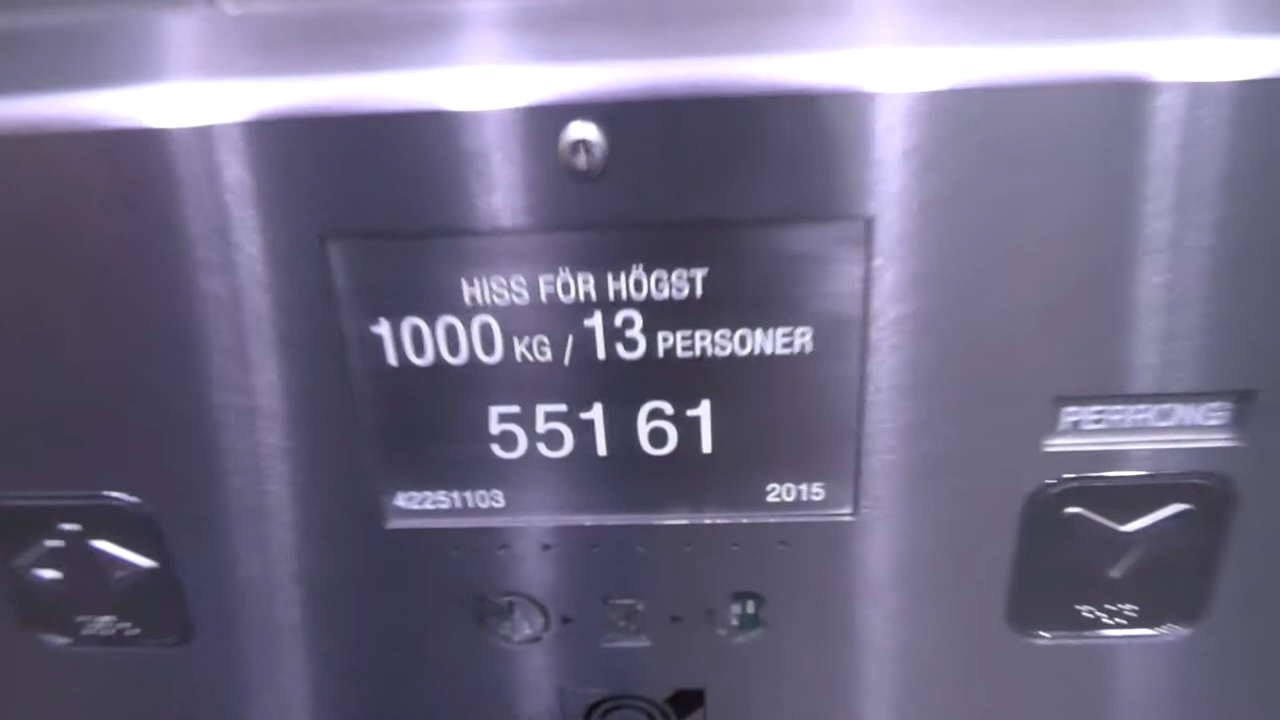 HISS FÖR HÖGST
1000 KG / 13 PERSONER
551 61
42251103 2015
PERRONG